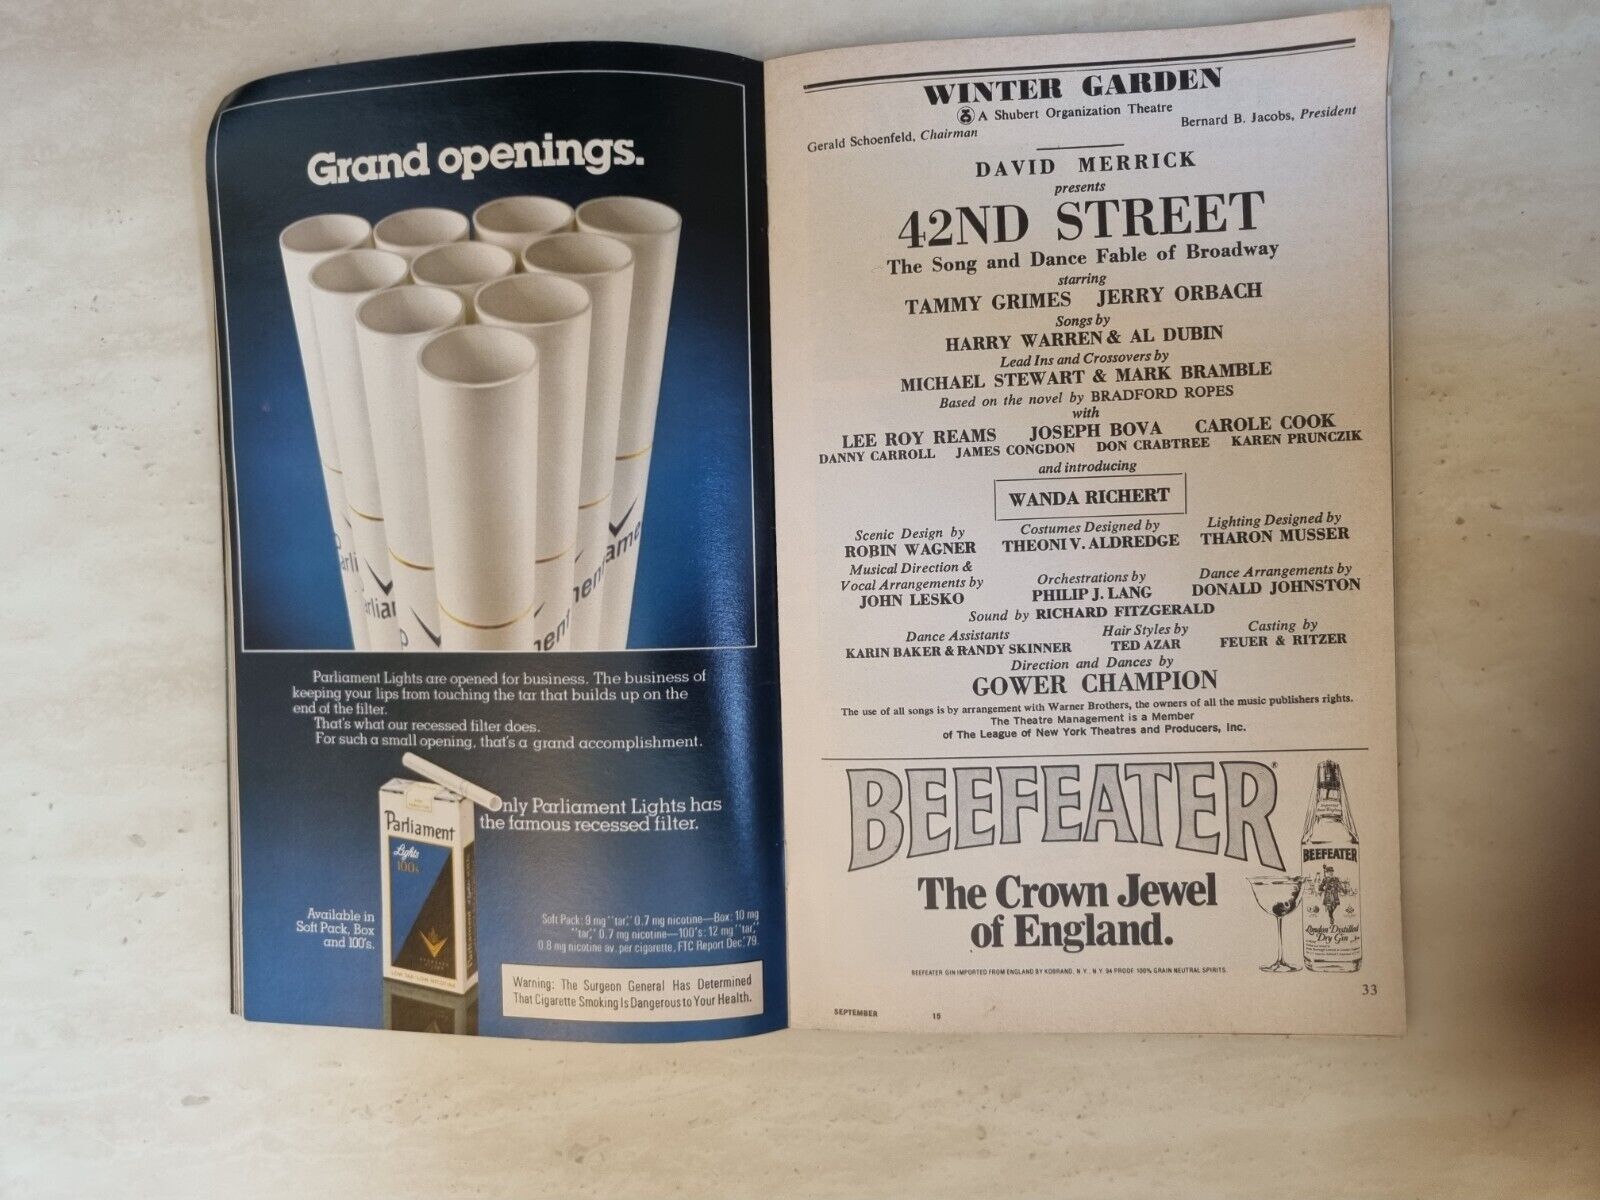 Grand openings.
Parliament Lights are opened for business. The business of
keeping your lips from touching the tar that builds up on the
end of the filter.
That's what our recessed filter does.
For such a small opening, that's a grand accomplishment.
Only Parliament Lights has
the famous recessed filter.
Parliament
Lights
100s
Available in
Soft Pack, Box
and 100's.
Soft Pack: 9 mg "tar," 0.7 mg nicotine—Box: 10 mg
"tar," 0.7 mg nicotine—100's: 12 mg "tar,"
0.8 mg nicotine av. per cigarette, FTC Report Dec.'79.
Warning: The Surgeon General Has Determined
That Cigarette Smoking Is Dangerous to Your Health.
WINTER GARDEN
A Shubert Organization Theatre
Gerald Schoenfeld, Chairman Bernard B. Jacobs, President
DAVID MERRICK
presents
42ND STREET
The Song and Dance Fable of Broadway
starring
TAMMY GRIMES JERRY ORBACH
Songs by
HARRY WARREN & AL DUBIN
Lead Ins and Crossovers by
MICHAEL STEWART & MARK BRAMBLE
Based on the novel by BRADFORD ROPES
with
LEE ROY REAMS JOSEPH BOVA CAROLE COOK
DANNY CARROLL JAMES CONGDON DON CRABTREE KAREN PRUNCZIK
and introducing
WANDA RICHERT
Scenic Design by Costumes Designed by Lighting Designed by
ROBIN WAGNER THEONI V. ALDREDGE THARON MUSSER
Musical Direction &
Vocal Arrangements by Orchestrations by Dance Arrangements by
JOHN LESKO PHILIP J. LANG DONALD JOHNSTON
Sound by RICHARD FITZGERALD
Dance Assistants Hair Styles by Casting by
KARIN BAKER & RANDY SKINNER TED AZAR FEUER & RITZER
Direction and Dances by
GOWER CHAMPION
The use of all songs is by arrangement with Warner Brothers, the owners of all the music publishers rights.
The Theatre Management is a Member
of The League of New York Theatres and Producers, Inc.
BEEFEATER®
The Crown Jewel
of England.
BEEFEATER
London Distilled
Dry Gin
BEEFEATER GIN IMPORTED FROM ENGLAND BY KOBRAND, N.Y., N.Y. 94 PROOF 100% GRAIN NEUTRAL SPIRITS.
33
SEPTEMBER 15